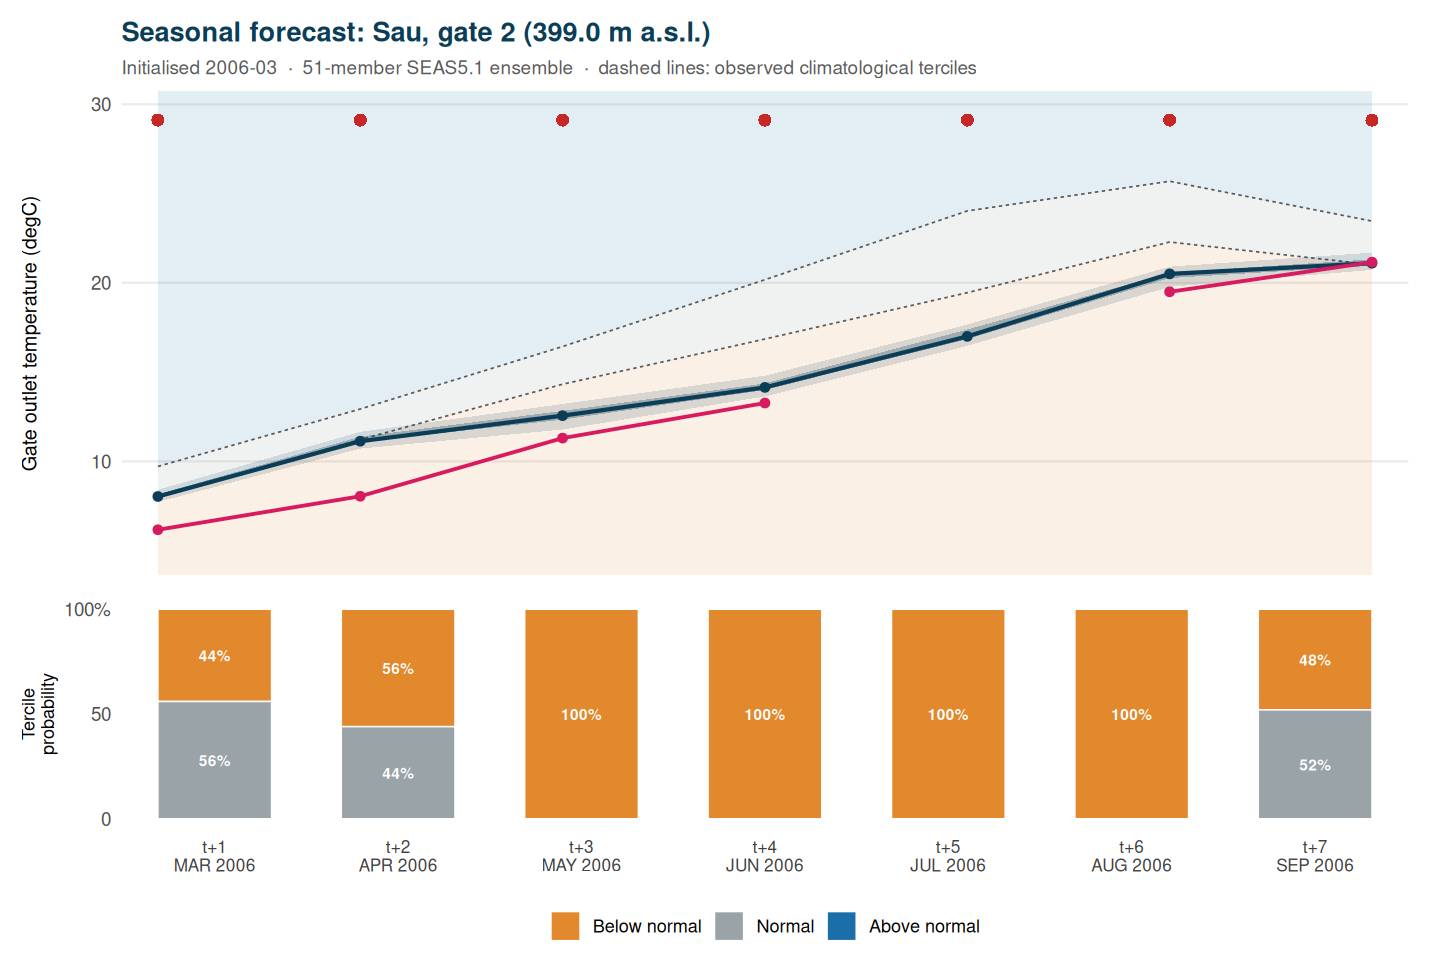 Seasonal forecast: Sau, gate 2 (399.0 m a.s.l.)
Initialised 2006-03 · 51-member SEAS5.1 ensemble · dashed lines: observed climatological terciles
Gate outlet temperature (degC)
30
20
10
Tercile
probability
100%
50
0
44%
56%
56%
44%
100%
100%
100%
100%
48%
52%
t+1
MAR 2006
t+2
APR 2006
t+3
MAY 2006
t+4
JUN 2006
t+5
JUL 2006
t+6
AUG 2006
t+7
SEP 2006
Below normal
Normal
Above normal